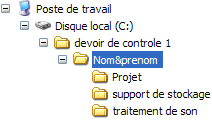 Poste de travail
Disque local (C:)
devoir de controle 1
Nom&prenom
Projet
support de stockage
traitement de son